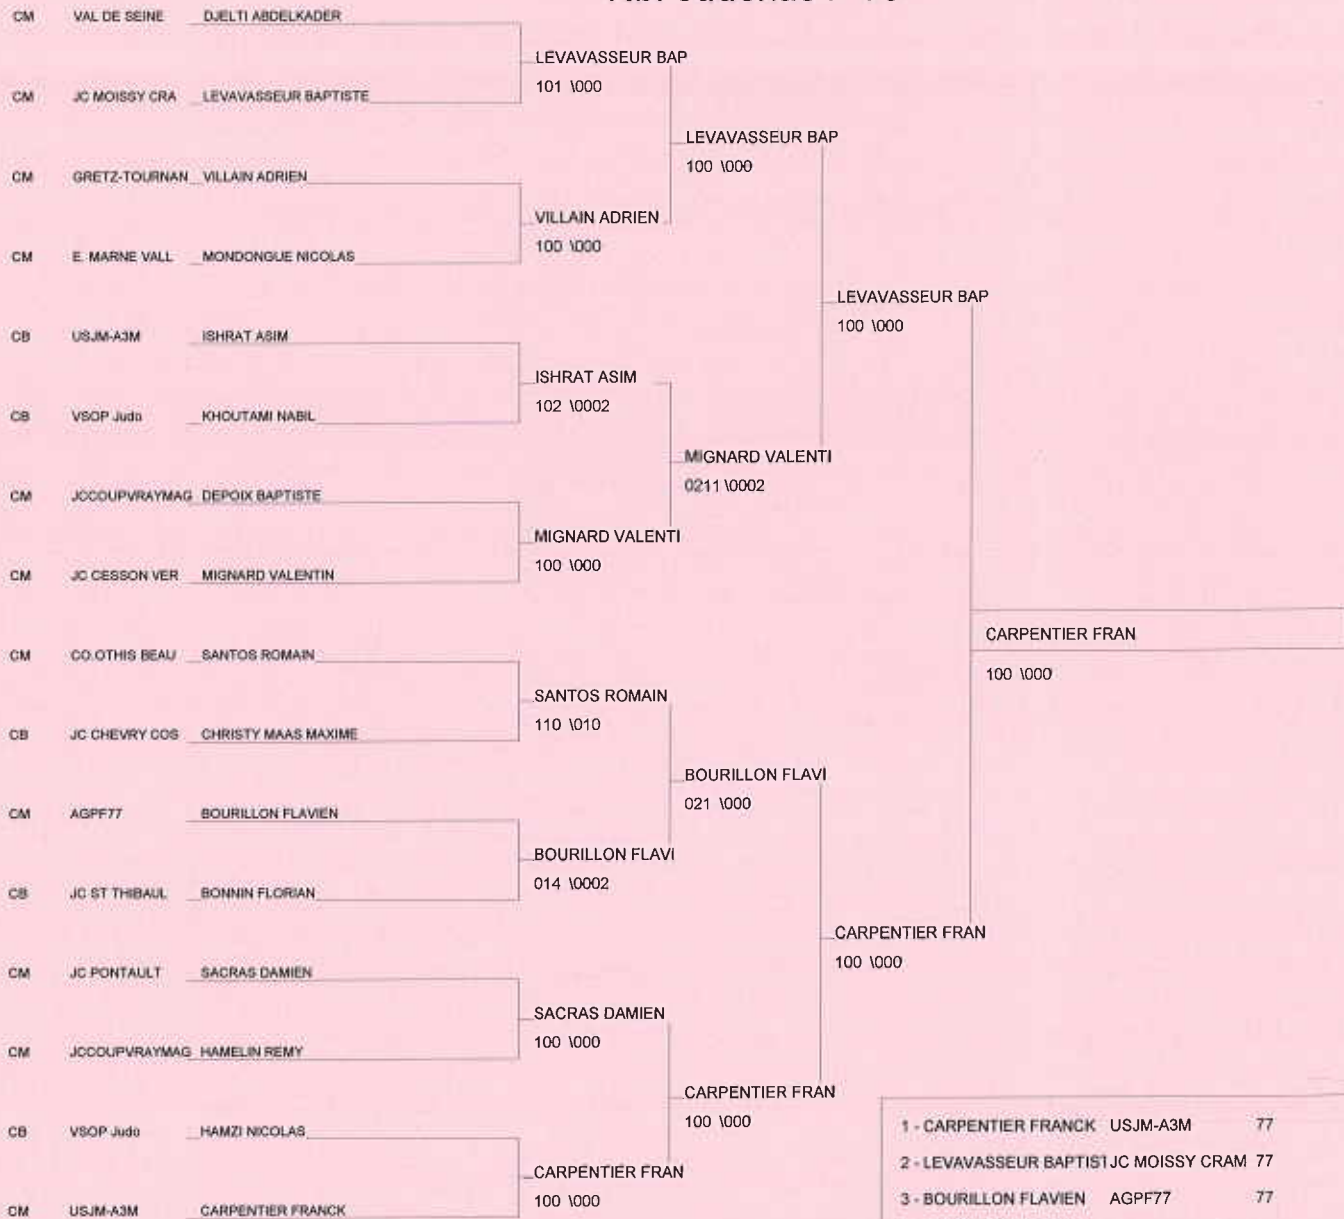 CM VAL DE SEINE DJELTI ABDELKADER
LEVAVASSEUR BAP
101 \000
CM JC MOISSY CRA LEVAVASSEUR BAPTISTE
LEVAVASSEUR BAP
100 \000
CM GRETZ-TOURNAN VILLAIN ADRIEN
VILLAIN ADRIEN
100 \000
CM E. MARNE VALL MONDONGUE NICOLAS
LEVAVASSEUR BAP
100 \000
CB USJM-A3M ISHRAT ASIM
ISHRAT ASIM
102 \0002
CB VSOP Judo KHOUTAMI NABIL
MIGNARD VALENTI
0211 \0002
CM JCCOUPVRAYMAG DEPOIX BAPTISTE
MIGNARD VALENTI
100 \000
CM JC CESSON VER MIGNARD VALENTIN
CARPENTIER FRAN
100 \000
CM CO.OTHIS BEAU SANTOS ROMAIN
SANTOS ROMAIN
110 \010
CB JC CHEVRY COS CHRISTY MAAS MAXIME
BOURILLON FLAVI
021 \000
CM AGPF77 BOURILLON FLAVIEN
BOURILLON FLAVI
014 \0002
CB JC ST THIBAUL BONNIN FLORIAN
CARPENTIER FRAN
100 \000
CM JC PONTAULT SACRAS DAMIEN
SACRAS DAMIEN
100 \000
CM JCCOUPVRAYMAG HAMELIN REMY
CARPENTIER FRAN
100 \000
CB VSOP Judo HAMZI NICOLAS
CARPENTIER FRAN
100 \000
CM USJM-A3M CARPENTIER FRANCK
1 - CARPENTIER FRANCK USJM-A3M 77
2 - LEVAVASSEUR BAPTIST JC MOISSY CRAM 77
3 - BOURILLON FLAVIEN AGPF77 77